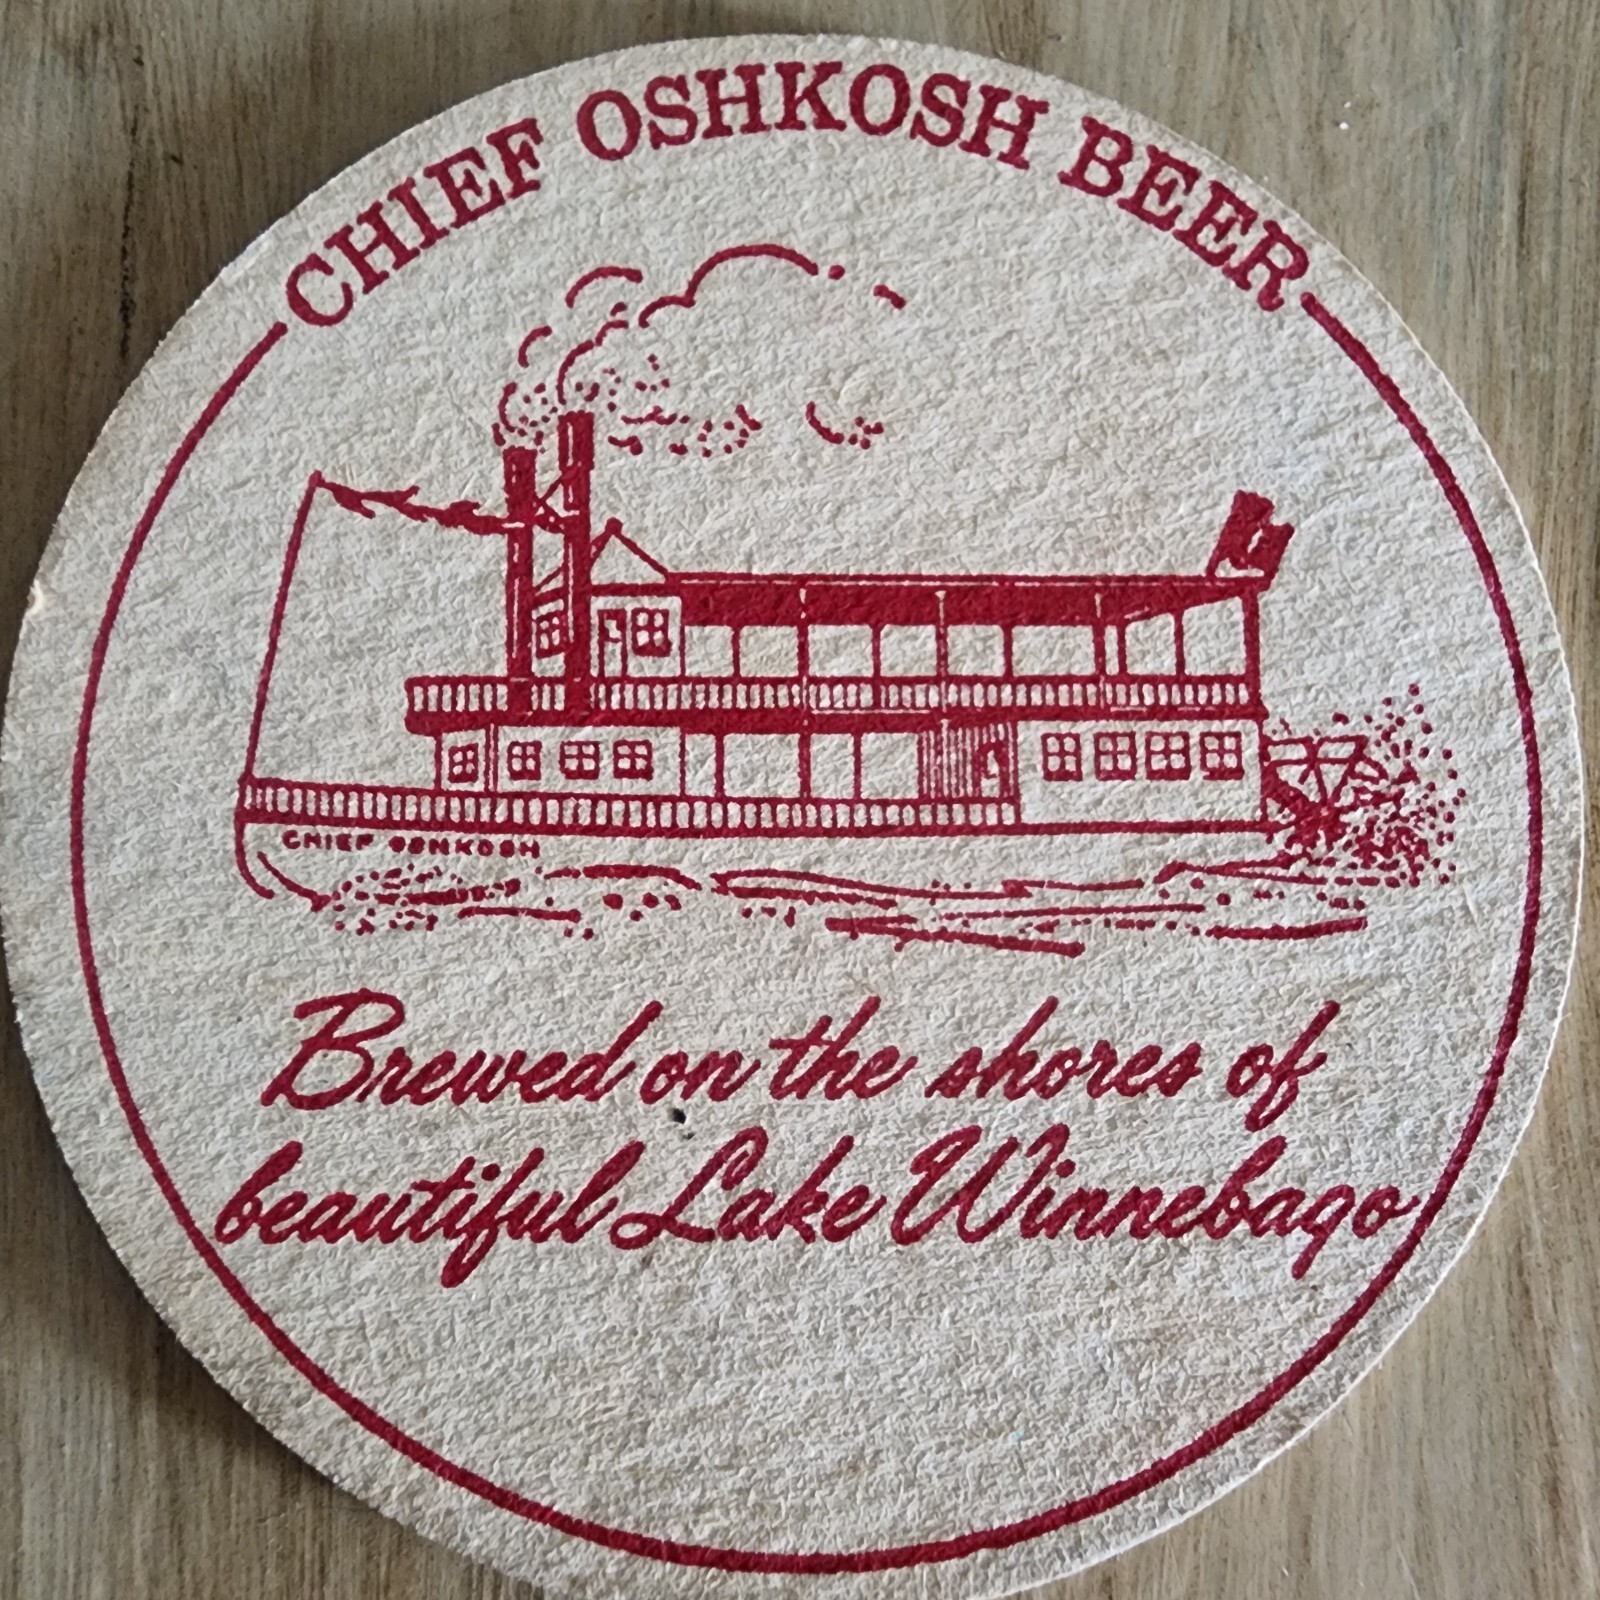 CHIEF OSHKOSH BEER
CHIEF OSHKOSH
Brewed on the shores of
beautiful Lake Winnebago